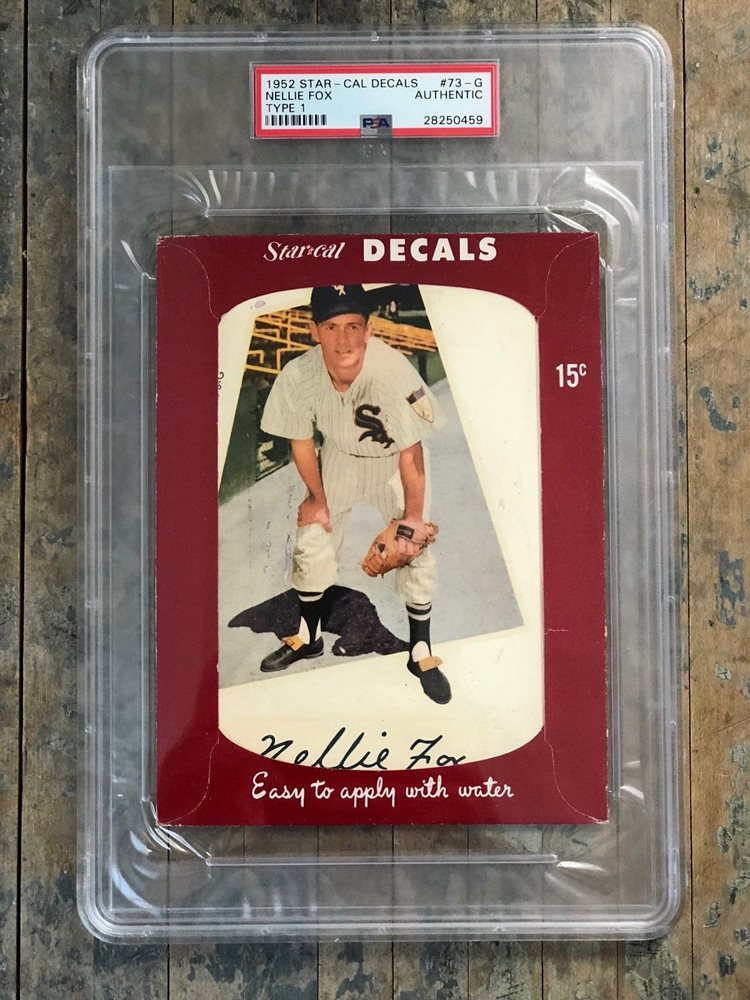 1952 STAR-CAL DECALS #73-G
NELLIE FOX AUTHENTIC
TYPE 1
PSA 28250459
Star-cal DECALS
15¢
Sox
Nellie Fox
Easy to apply with water